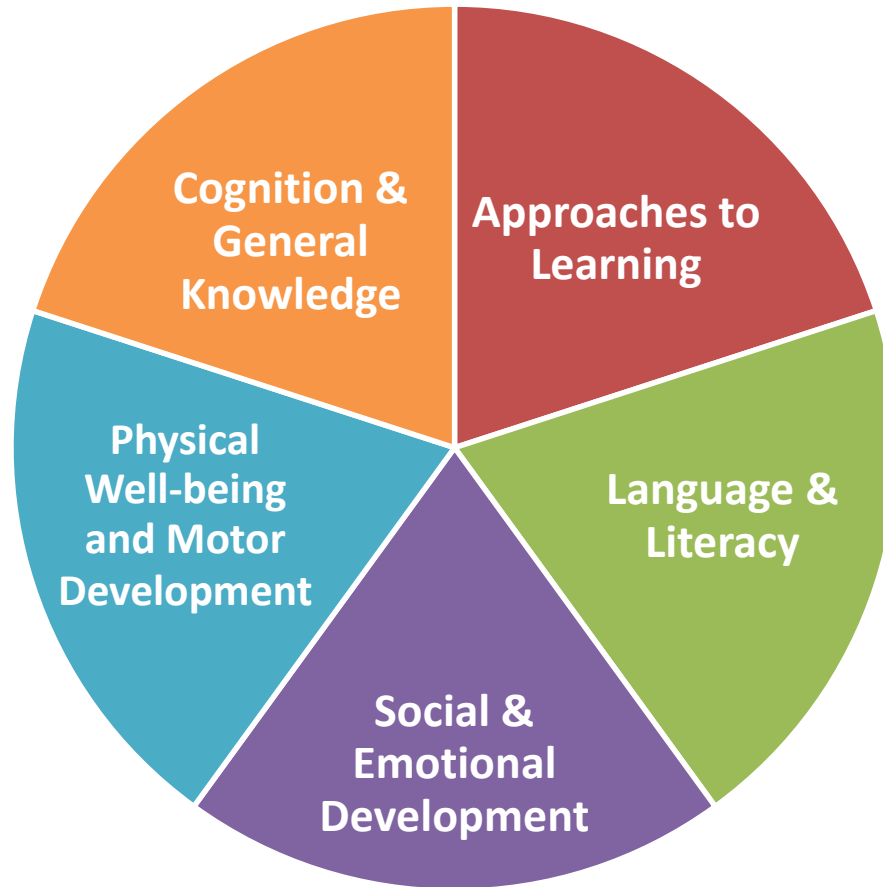 Approaches to
Learning
Language &
Literacy
Social &
Emotional
Development
Physical
Well-being
and Motor
Development
Cognition &
General
Knowledge